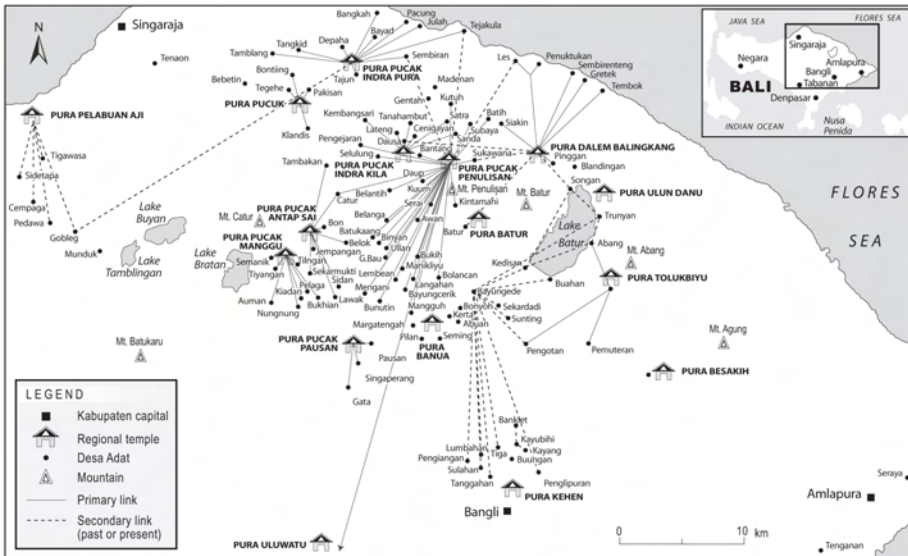 Singaraja
N
Tenaon
Bangkah
Pacung
Julah
Bayad
Tejakula
Depaha
Tangkid
Tamblang
Sembiran
PURA PUCAK
INDRA PURA
Bontiing
Bebetin
Tajun
Tegehe
Pakisan
PURA PUCUK
Klandis
Madenan
Gentah
Kutuh
Les
Penuktukan
Sembirenteng
Gretek
Tembok
Kembangsari
Tanahambut
Satra
Batih
Siakin
Lateng
Cenigayan
Subaya
Pengejaran
Dausa
Sanda
Bantang
Selulung
Sukawana
PURA PUCAK
INDRA KILA
PURA DALEM BALINGKANG
Pinggan
Blandingan
PURA PUCAK
PENULISAN
Mt. Penulisan
Mt. Batur
Songan
PURA ULUN DANU
Trunyan
Tambakan
Daup
Kuum
Catur
Belantih
Serai
Kintamahi
Belanga
Awan
Batur
PURA BATUR
Lake
Batur
Abang
Mt. Abang
PURA TOLUKBIYU
Kedisan
Buahan
PURA PELABUAN AJI
Tigawasa
Sidetapa
Cempaga
Pedawa
Gobleg
Munduk
Lake
Buyan
Lake
Tamblingan
Mt. Catur
PURA PUCAK
ANTAP SAI
Bon
Batukaang
Binyan
Belok
Ullan
G.Bau
PURA PUCAK
MANGGU
Lake
Bratan
Jempangan
Semanik
Tilngan
Tiyangan
Sekarmukti
Sidan
Pelaga
Kiadan
Auman
Nungnung
Bukhian
Lawak
Lembean
Mengani
Bunutin
Bukih
Manikliyu
Langahan
Bayungcerik
Bolancan
Bayungede
Mangguh
Bonyoh
Kerta
Abuan
Sekardadi
Sunting
Margatengah
Pilan
Seming
PURA
BANUA
Pengotan
Pemuteran
Mt. Batukaru
PURA PUCAK
PAUSAN
Pausan
Singaperang
Gata
Mt. Agung
PURA BESAKIH
Banklet
Kayubihi
Lumbahan
Tiga
Kayang
Pengiangan
Buungan
Sulahan
Tanggahan
Penglipuran
PURA KEHEN
Bangli
PURA ULUWATU
Seraya
Amlapura
Tenganan
FLORES
SEA
0
10
km
JAVA SEA
FLORES SEA
Singaraja
Negara
Amlapura
Bangli
Tabanan
BALI
Denpasar
Nusa
Penida
INDIAN OCEAN
LEGEND
Kabupaten capital
Regional temple
Desa Adat
Mountain
Primary link
Secondary link
(past or present)